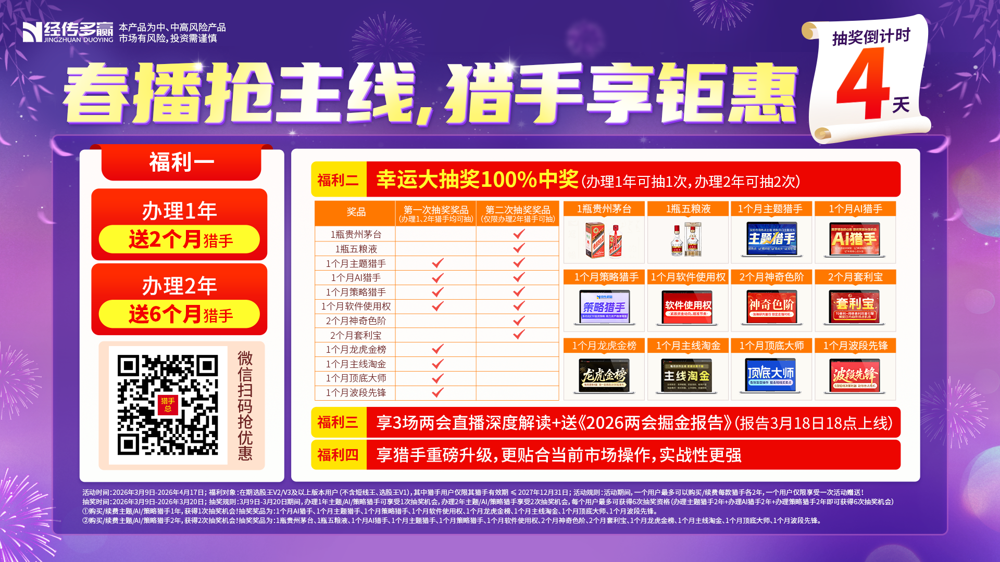 经传多赢
JINGZHUAN DUOYING
本产品为中、中高风险产品
市场有风险,投资需谨慎
春播抢主线,猎手享钜惠
抽奖倒计时
4
天
福利一
办理1年
送2个月猎手
办理2年
送6个月猎手
猎手
总
微信扫码抢优惠
福利二
幸运大抽奖100%中奖(办理1年可抽1次,办理2年可抽2次)
奖品
第一次抽奖奖品
(办理1、2年猎手均可抽)
第二次抽奖奖品
(仅限办理2年猎手可抽)
1瓶贵州茅台
1瓶五粮液
1个月主题猎手
1个月AI猎手
1个月策略猎手
1个月软件使用权
2个月神奇色阶
2个月套利宝
1个月龙虎金榜
1个月主线淘金
1个月顶底大师
1个月波段先锋
1瓶贵州茅台
1瓶五粮液
1个月主题猎手
1个月AI猎手
主题猎手
Ai猎手
1个月策略猎手
1个月软件使用权
2个月神奇色阶
2个月套利宝
经传多赢
策略猎手
软件使用权
·紧跟资金动向,踏准节奏·
神奇色阶
套利宝
1个月龙虎金榜
1个月主线淘金
1个月顶底大师
1个月波段先锋
龙虎金榜
主线淘金
顶底大师
告别盲目操作 狙击短线买卖点
波段先锋
福利三
享3场两会直播深度解读+送《2026两会掘金报告》(报告3月18日18点上线)
福利四
享猎手重磅升级,更贴合当前市场操作,实战性更强
活动时间:2026年3月9日-2026年4月17日; 福利对象:在期选股王V2/V3及以上版本用户(不含短线王、选股王V1),其中猎手用户仅限其猎手有效期 ≤ 2027年12月31日; 活动规则:活动期间,一个用户最多可以购买/续费每款猎手各2年,一个用户仅限享受一次活动赠送!
抽奖时间:2026年3月9日-2026年3月20日; 抽奖规则:3月9日-3月20日期间,办理1年主题/AI/策略猎手可享受1次抽奖机会,办理2年主题/AI/策略猎手享受2次抽奖机会,每个用户最多可获得6次抽奖资格(办理主题猎手2年+办理AI猎手2年+办理策略猎手2年即可获得6次抽奖机会)
①购买/续费主题/AI/策略猎手1年,获得1次抽奖机会!抽奖奖品为:1个月AI猎手、1个月主题猎手、1个月策略猎手、1个月软件使用权、1个月龙虎金榜、1个月主线淘金、1个月顶底大师、1个月波段先锋。
②购买/续费主题/AI/策略猎手2年,获得2次抽奖机会!抽奖奖品为:1瓶贵州茅台、1瓶五粮液、1个月AI猎手、1个月主题猎手、1个月策略猎手、1个月软件使用权、2个月神奇色阶、2个月套利宝、1个月龙虎金榜、1个月主线淘金、1个月顶底大师、1个月波段先锋。